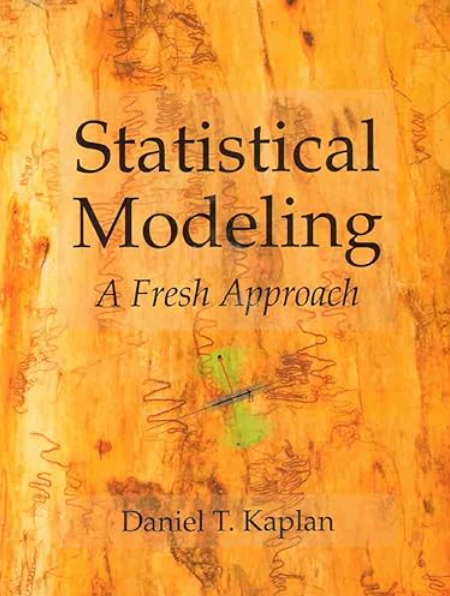 Statistical
Modeling
A Fresh Approach
Daniel T. Kaplan